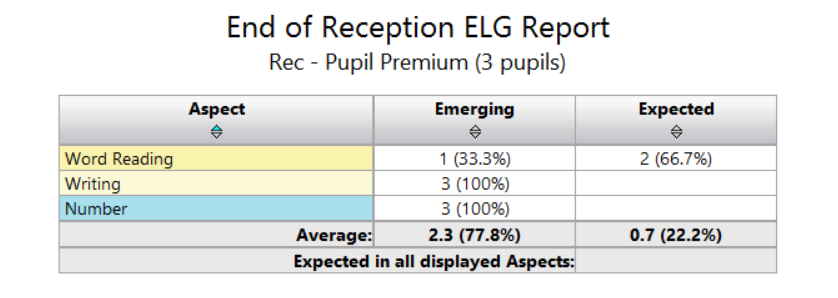 End of Reception ELG Report
Rec - Pupil Premium (3 pupils)
Aspect Emerging Expected
Word Reading 1 (33.3%) 2 (66.7%)
Writing 3 (100%)
Number 3 (100%)
Average: 2.3 (77.8%) 0.7 (22.2%)
Expected in all displayed Aspects: